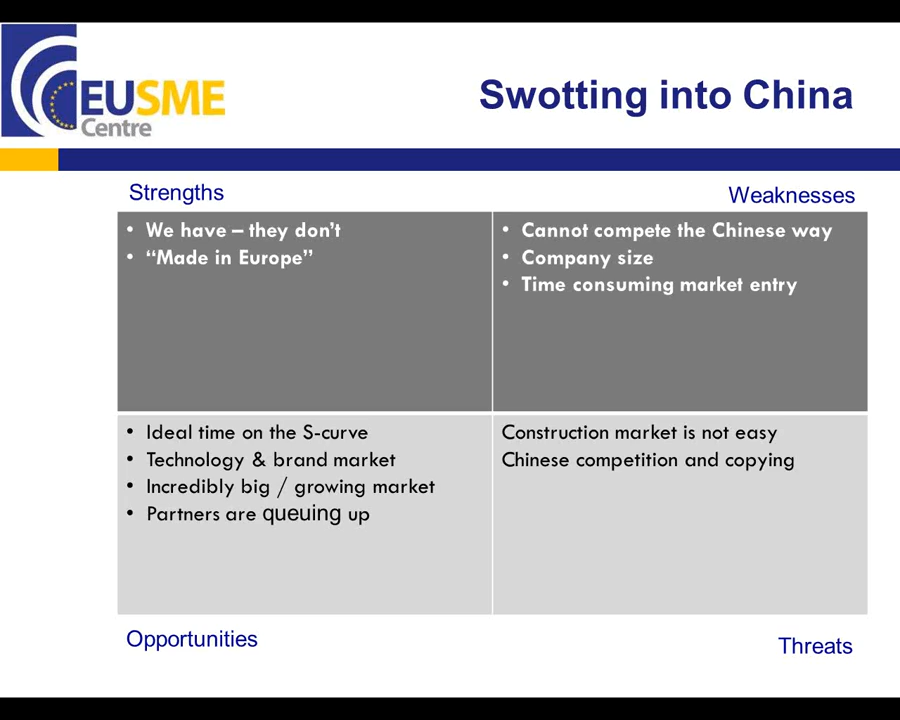 EUSME
Centre
Swotting into China
Strengths
Weaknesses
• We have – they don't
• “Made in Europe”
• Cannot compete the Chinese way
• Company size
• Time consuming market entry
• Ideal time on the S-curve
• Technology & brand market
• Incredibly big / growing market
• Partners are queuing up
Construction market is not easy
Chinese competition and copying
Opportunities
Threats